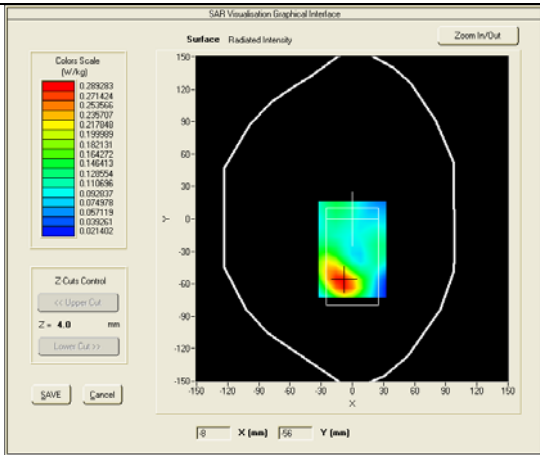 SAR Visualisation Graphical Interface
Surface Radiated Intensity
Zoom In/Out
Colors Scale
(W/kg)
0.289283
0.271424
0.253566
0.235707
0.217848
0.199989
0.182131
0.164272
0.146413
0.128554
0.110696
0.092837
0.074978
0.057119
0.039261
0.021402
150
120
90
60
30
0
-30
-60
-90
-120
-150
Y
-150 -120 -90 -60 -30 0 30 60 90 120 150
X
Z-Cuts Control
<< Upper Cut
Z = 4.0 mm
Lower Cut >>
SAVE Cancel
-8 X (mm) -56 Y (mm)